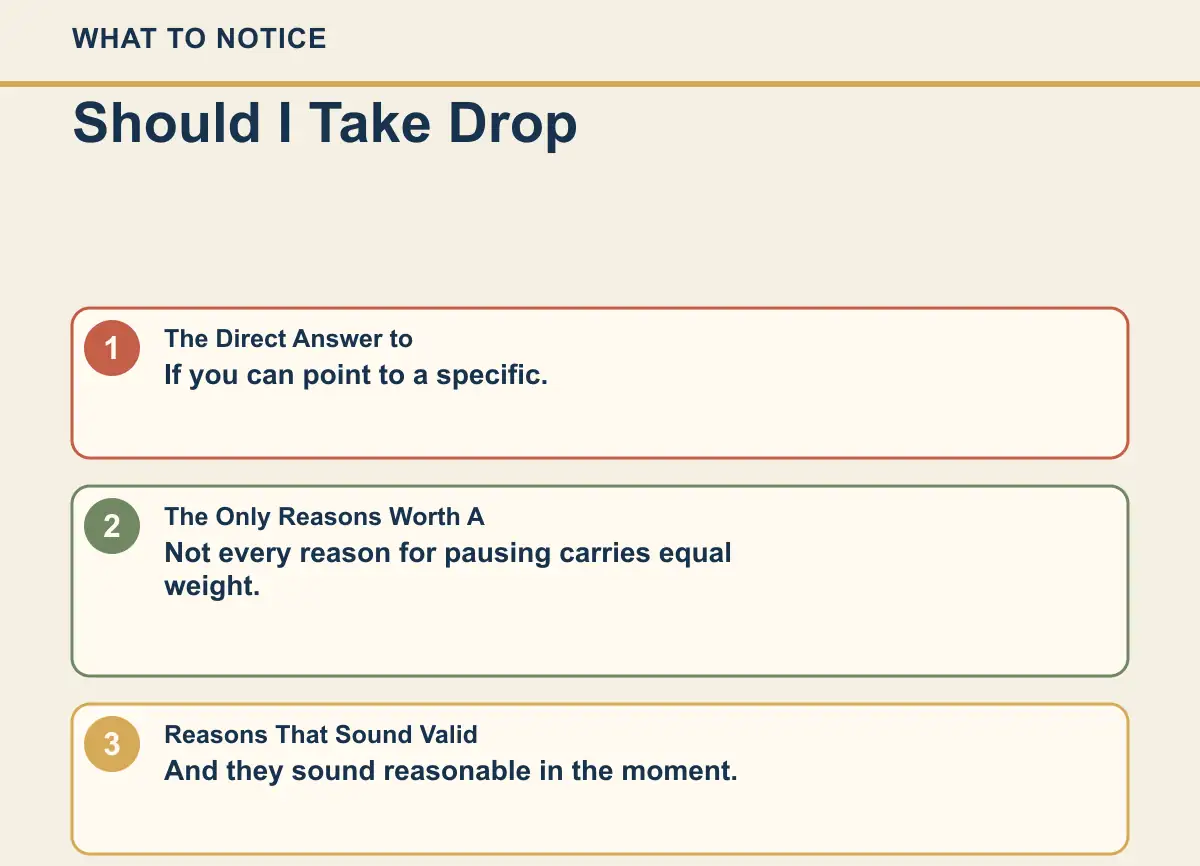 WHAT TO NOTICE
Should I Take Drop
1
The Direct Answer to
If you can point to a specific.
2
The Only Reasons Worth A
Not every reason for pausing carries equal
weight.
3
Reasons That Sound Valid
And they sound reasonable in the moment.